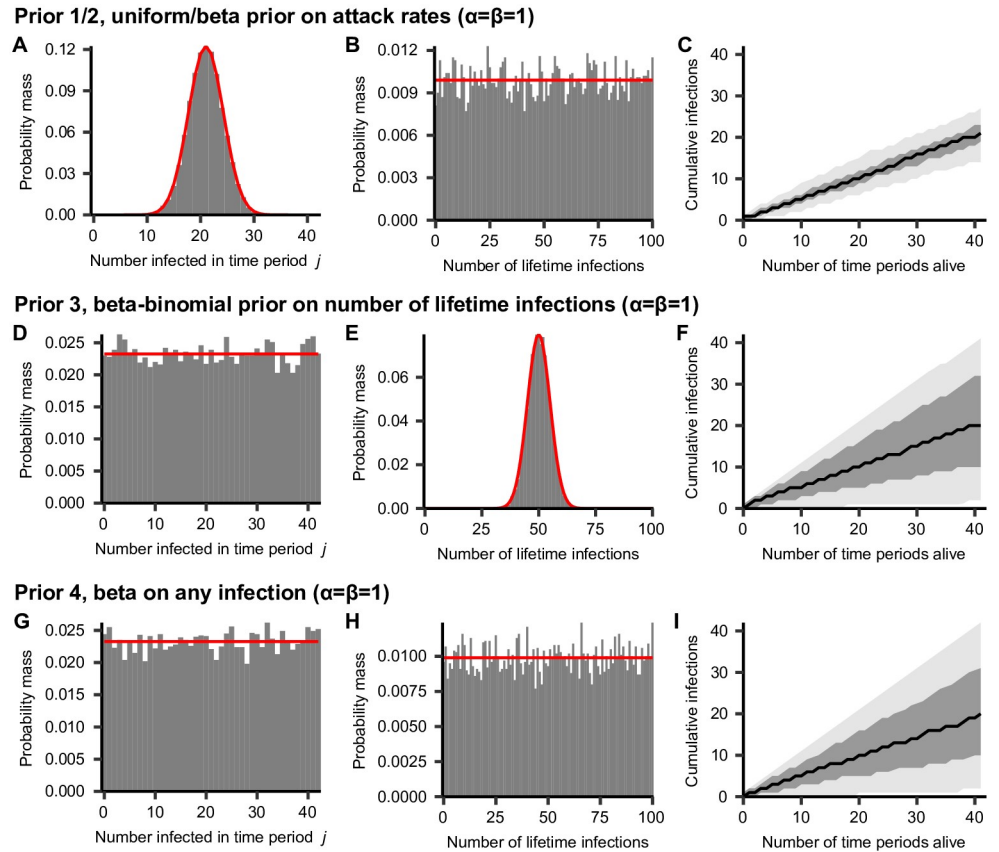 Prior 1/2, uniform/beta prior on attack rates (α=β=1)
A
Probability mass
0.12
0.09
0.06
0.03
0.00
0 10 20 30 40
Number infected in time period j
B
Probability mass
0.012
0.009
0.006
0.003
0.000
0 25 50 75 100
Number of lifetime infections
C
Cumulative infections
40
30
20
10
0
0 10 20 30 40
Number of time periods alive
Prior 3, beta-binomial prior on number of lifetime infections (α=β=1)
D
Probability mass
0.025
0.020
0.015
0.010
0.005
0.000
0 10 20 30 40
Number infected in time period j
E
Probability mass
0.06
0.04
0.02
0.00
0 25 50 75 100
Number of lifetime infections
F
Cumulative infections
40
30
20
10
0
0 10 20 30 40
Number of time periods alive
Prior 4, beta on any infection (α=β=1)
G
Probability mass
0.025
0.020
0.015
0.010
0.005
0.000
0 10 20 30 40
Number infected in time period j
H
Probability mass
0.0100
0.0075
0.0050
0.0025
0.0000
0 25 50 75 100
Number of lifetime infections
I
Cumulative infections
40
30
20
10
0
0 10 20 30 40
Number of time periods alive